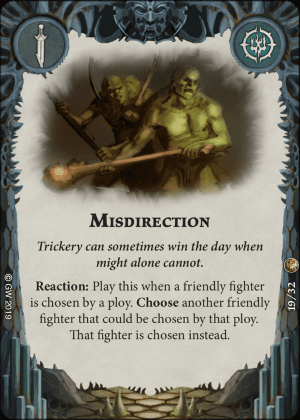 Misdirection
Trickery can sometimes win the day when
might alone cannot.
Reaction: Play this when a friendly fighter
is chosen by a ploy. Choose another friendly
fighter that could be chosen by that ploy.
That fighter is chosen instead.
© GW 2019
19/32